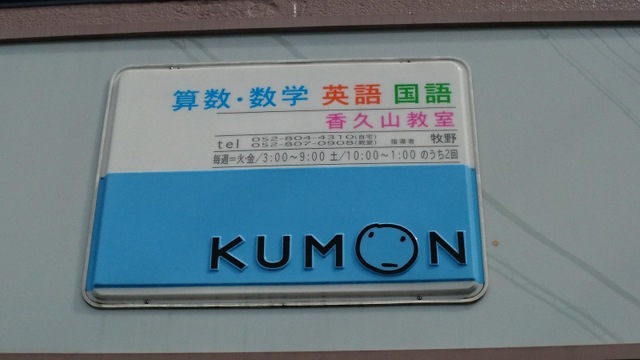 算数・数学 英語 国語
香久山教室
tel 052-804-4310(自宅) 052-807-0908(教室) 指導者 牧野
毎週=火・金/3:00～9:00 土/10:00～1:00 のうち2回
KUMON